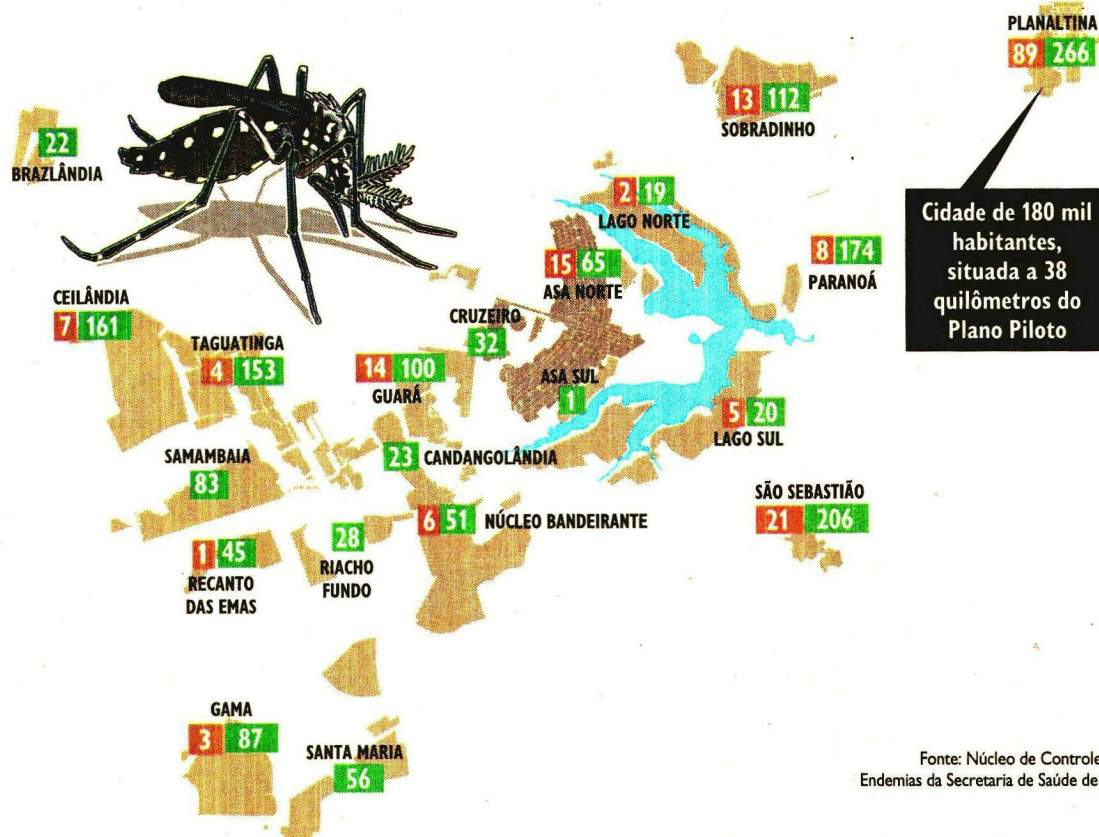 PLANALTINA
89 266
13 112
SOBRADINHO
22
BRAZLÂNDIA
2 19
LAGO NORTE
Cidade de 180 mil
habitantes,
situada a 38
quilômetros do
Plano Piloto
8 174
PARANOÁ
15 65
ASA NORTE
CEILÂNDIA
7 161
CRUZEIRO
32
TAGUATINGA
4 153
14 100
GUARÁ
ASA SUL
1
5 20
LAGO SUL
SAMAMBAIA
83
23 CANDANGOLÂNDIA
SÃO SEBASTIÃO
21 206
6 51 NÚCLEO BANDEIRANTE
1 45
RECANTO
DAS EMAS
28
RIACHO
FUNDO
GAMA
3 87
SANTA MARIA
56
Fonte: Núcleo de Controle
Endemias da Secretaria de Saúde de